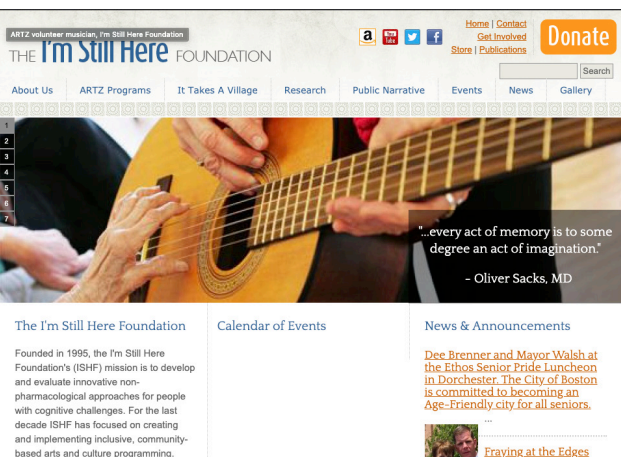 ARTZ volunteer musician, I'm Still Here Foundation
THE I'm Still Here FOUNDATION
a
You Tube
f
Home | Contact
Get Involved
Store | Publications
Donate
Search
About Us ARTZ Programs It Takes A Village Research Public Narrative Events News Gallery
1
2
3
4
5
6
7
"...every act of memory is to some
degree an act of imagination."
– Oliver Sacks, MD
The I'm Still Here Foundation
Founded in 1995, the I'm Still Here
Foundation's (ISHF) mission is to develop
and evaluate innovative non-
pharmacological approaches for people
with cognitive challenges. For the last
decade ISHF has focused on creating
and implementing inclusive, community-
based arts and culture programming.
Calendar of Events
News & Announcements
Dee Brenner and Mayor Walsh at
the Ethos Senior Pride Luncheon
in Dorchester. The City of Boston
is committed to becoming an
Age-Friendly city for all seniors.
...
Fraying at the Edges